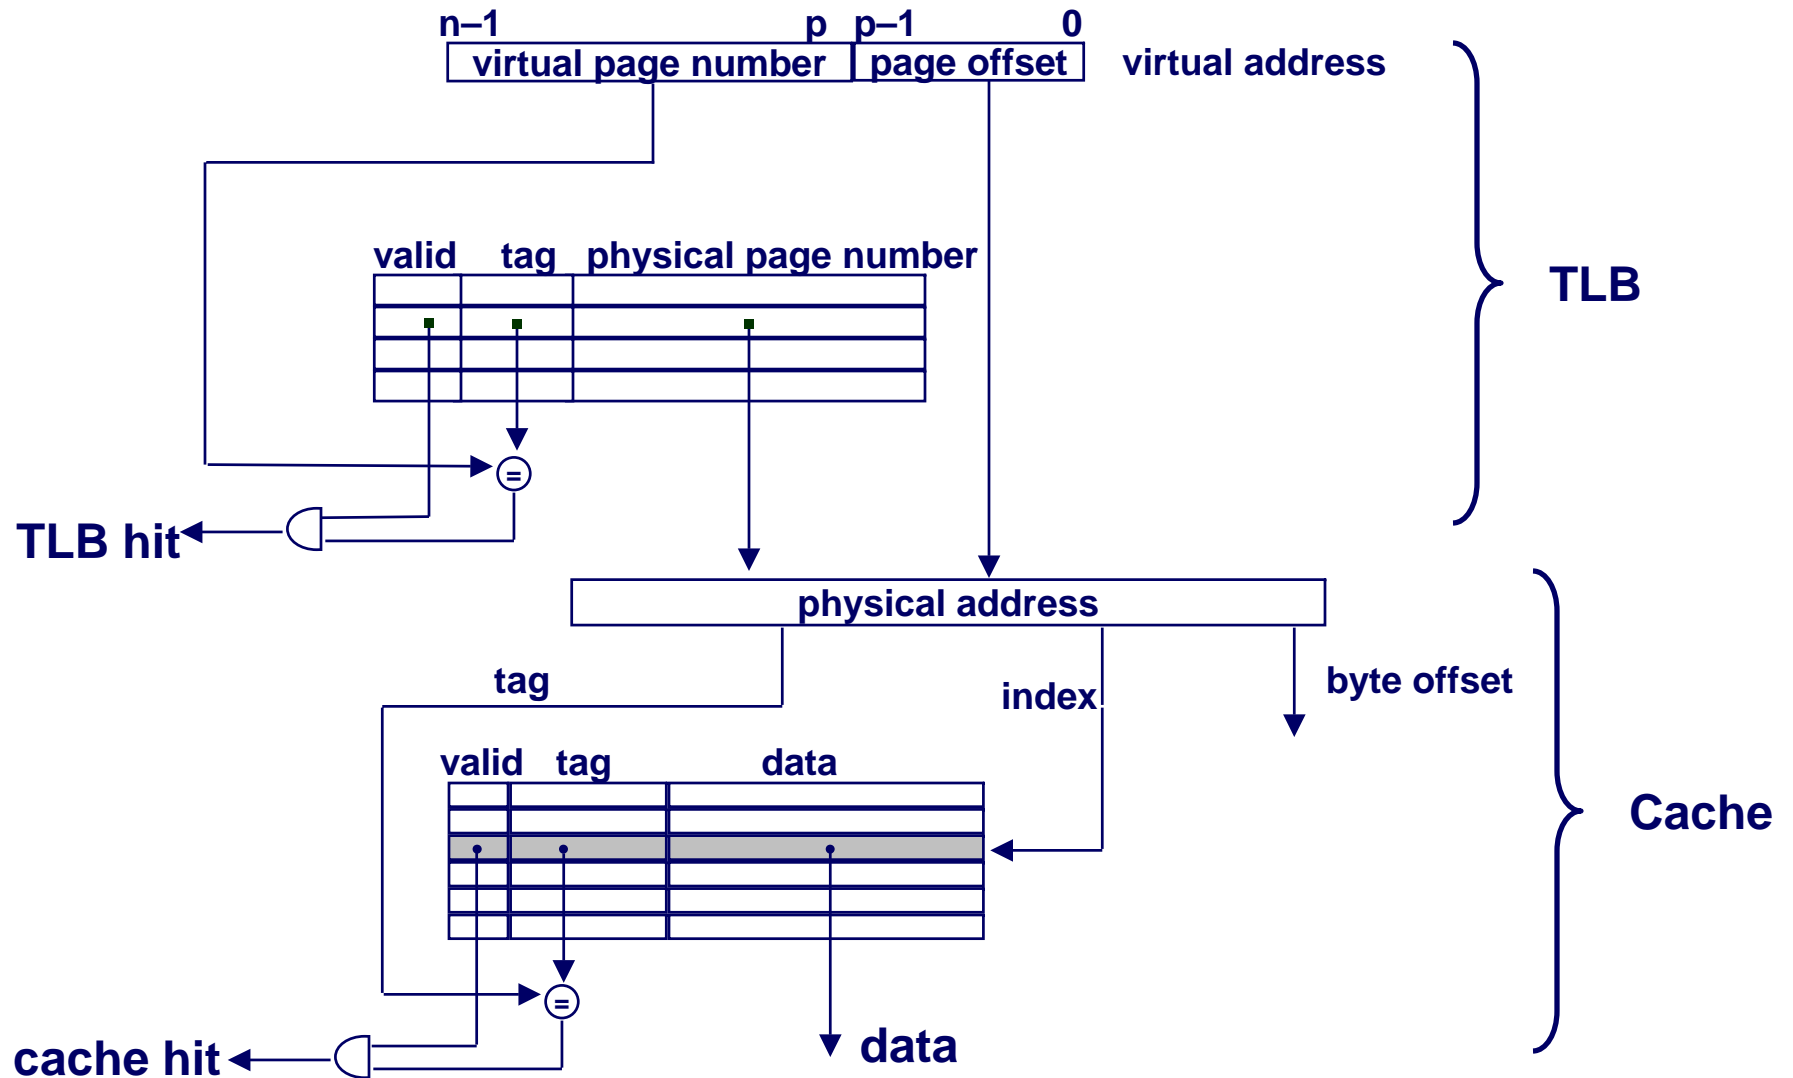 n–1 p p–1 0
virtual page number page offset virtual address
valid tag physical page number
TLB
=
TLB hit
physical address
tag index byte offset
valid tag data
Cache
=
cache hit data